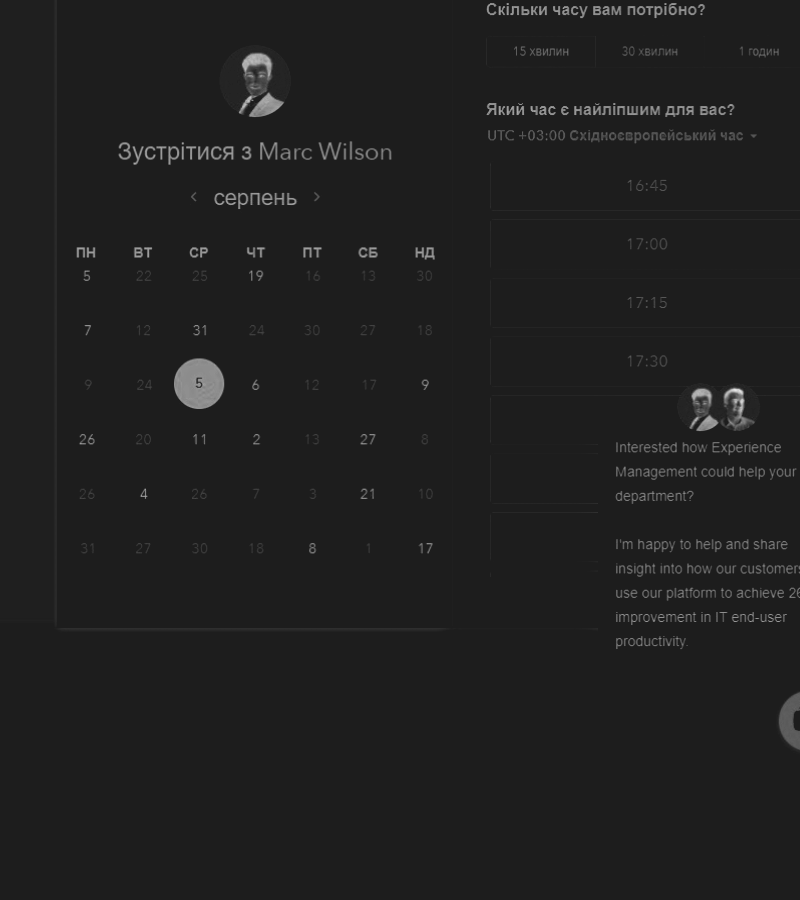 Зустрітися з Marc Wilson
серпень
ПН ВТ СР ЧТ ПТ СБ НД
5 22 25 19 16 13 30
7 12 31 24 30 27 18
9 24 5 6 12 17 9
26 20 11 2 13 27 8
26 4 26 7 3 21 10
31 27 30 18 8 1 17
Скільки часу вам потрібно?
15 хвилин 30 хвилин 1 годин
Який час є найліпшим для вас?
UTC +03:00 Східноєвропейський час
16:45
17:00
17:15
17:30
Interested how Experience
Management could help your
department?
I'm happy to help and share
insight into how our customers
use our platform to achieve 26
improvement in IT end-user
productivity.